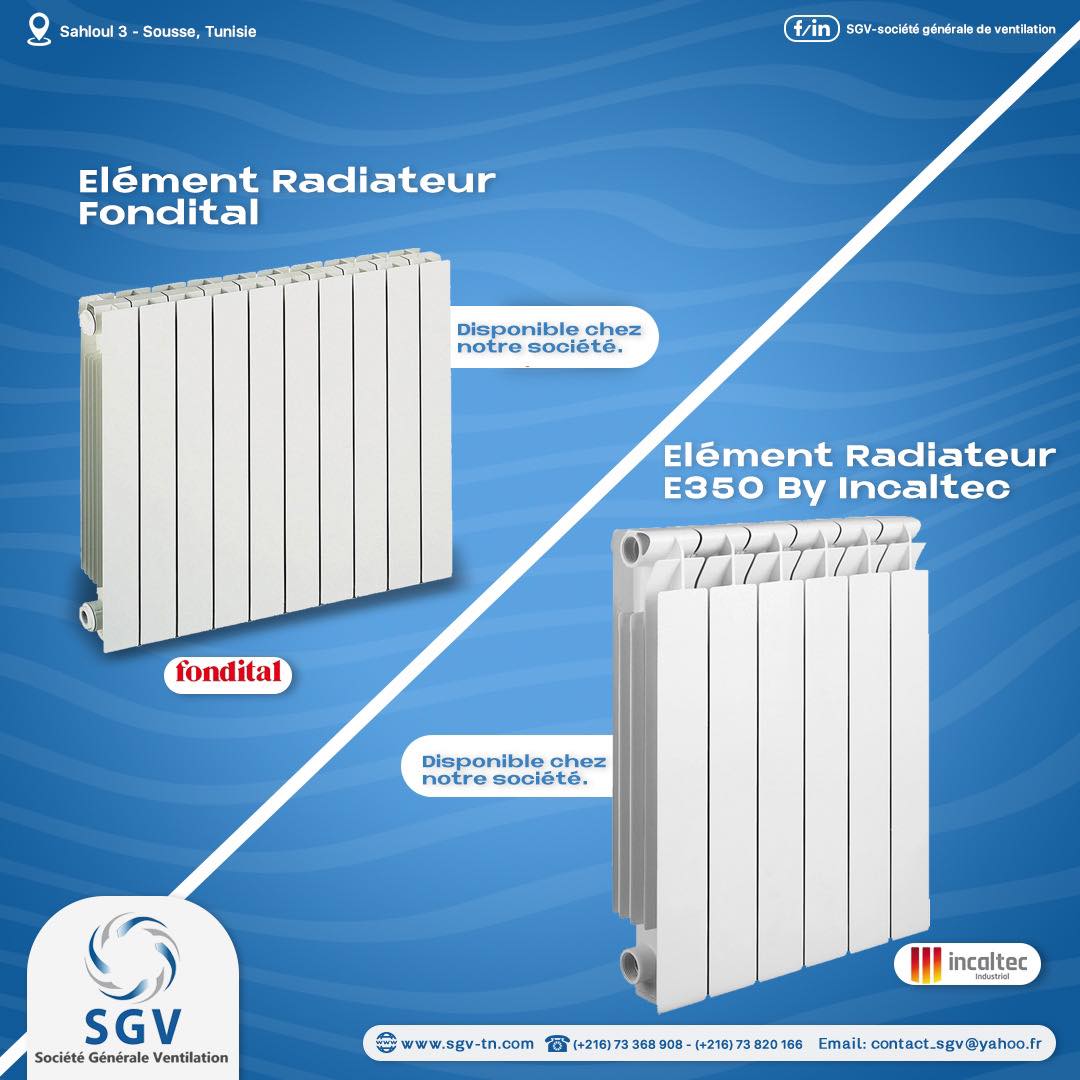 Sahloul 3 - Sousse, Tunisie
f/in SGV-société générale de ventilation
Elément Radiateur
Fondital
Disponible chez
notre société.
fondital
Elément Radiateur
E350 By Incaltec
Disponible chez
notre société.
incaltec
Industrial
SGV
Société Générale Ventilation
www.sgv-tn.com (+216) 73 368 908 - (+216) 73 820 166 Email: contact_sgv@yahoo.fr